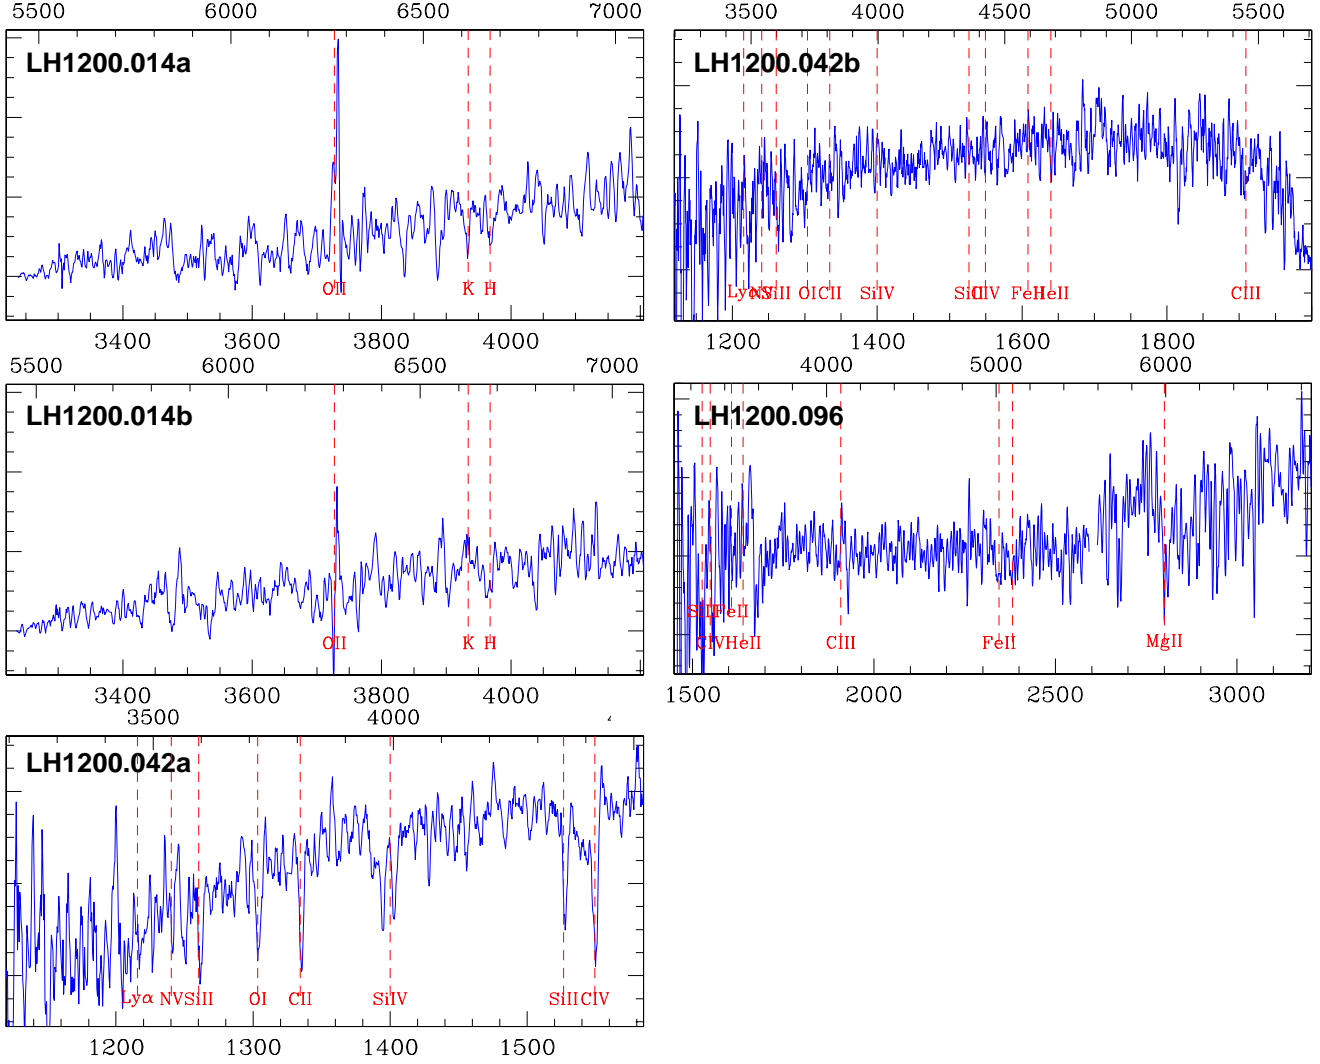 5500 6000 6500 7000
LH1200.014a
OII K H
3400 3600 3800 4000
3500 4000 4500 5000 5500
LH1200.042b
Lyα NV SiII OI CII SiIV SiII CIV FeII HeII CIII
1200 1400 1600 1800
5500 6000 6500 7000
LH1200.014b
OII K H
3400 3600 3800 4000
4000 5000 6000
LH1200.096
SiII FeII
CIV HeII CIII FeII MgII
1500 2000 2500 3000
3500 4000
LH1200.042a
Lyα NV SiII OI CII SiIV SiII CIV
1200 1300 1400 1500